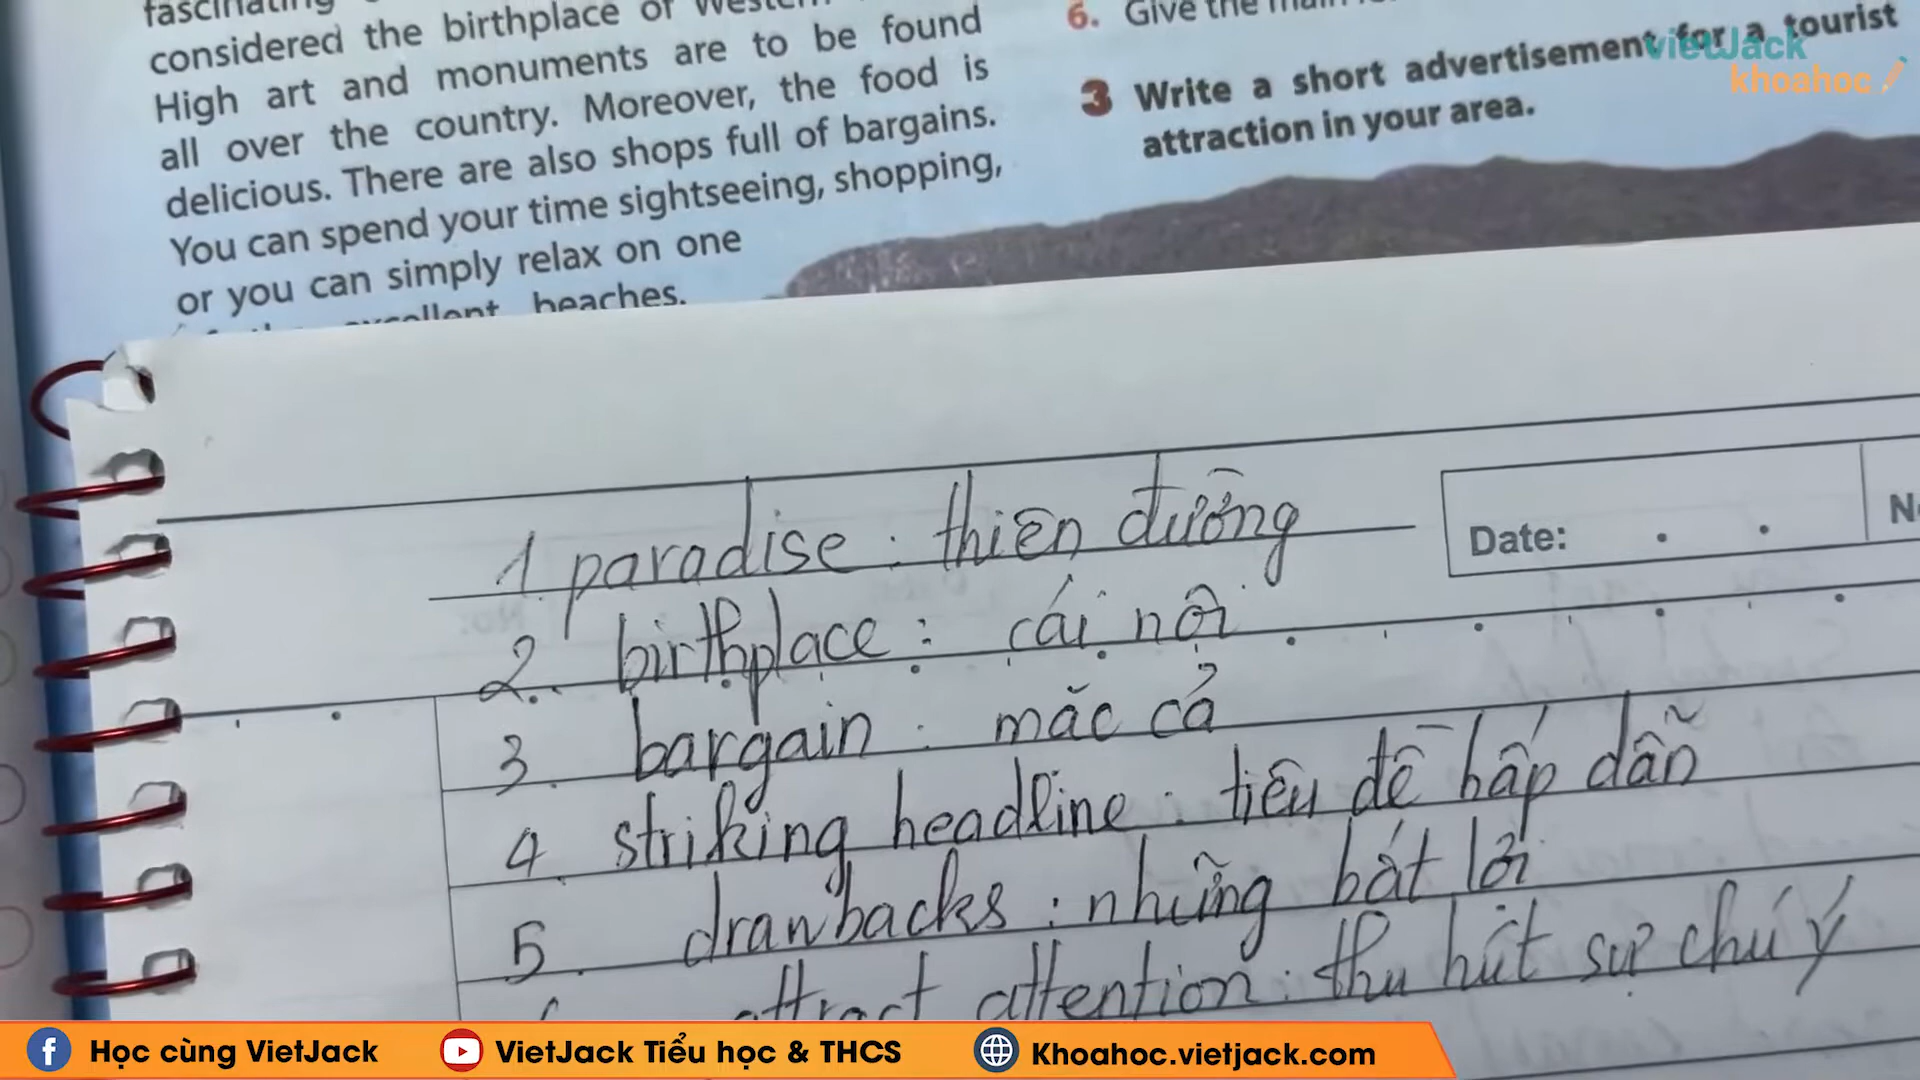 fascinating
considered the birthplace of Western
High art and monuments are to be found
all over the country. Moreover, the food is
delicious. There are also shops full of bargains.
You can spend your time sightseeing, shopping,
or you can simply relax on one
excellent beaches.
6. Give the main
3 Write a short advertisement for a tourist
attraction in your area.
vietJack
khoahoc
Date:
1 paradise : thiên đường
2. birthplace : cái nôi
3. bargain : mặc cả
4. striking headline : tiêu đề hấp dẫn
5. drawbacks : những bất lợi
attract attention : thu hút sự chú ý
Học cùng VietJack
VietJack Tiểu học & THCS
Khoahoc.vietjack.com